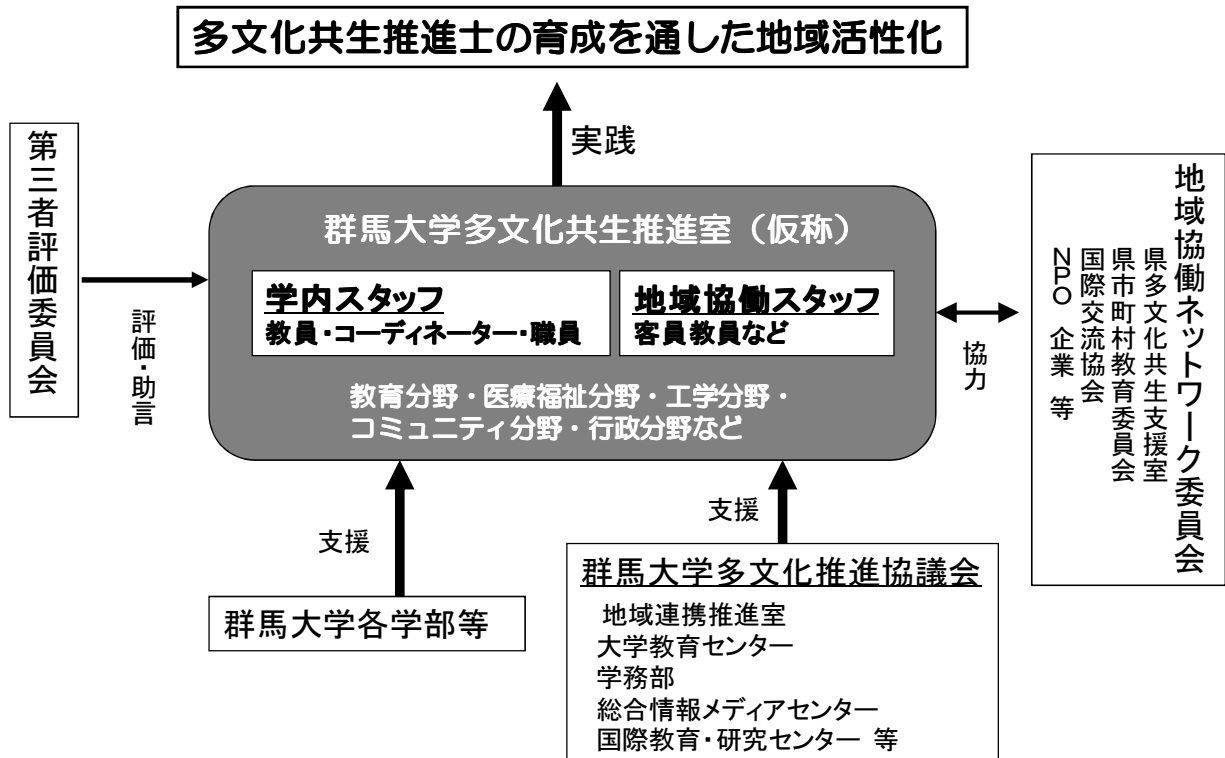 多文化共生推進士の育成を通した地域活性化
実践
第三者評価委員会
評価・助言
群馬大学多文化共生推進室（仮称）
学内スタッフ
教員・コーディネーター・職員
地域協働スタッフ
客員教員など
教育分野・医療福祉分野・工学分野・
コミュニティ分野・行政分野など
協力
地域協働ネットワーク委員会
県多文化共生支援室
県市町村教育委員会
国際交流協会
ＮＰＯ 企業 等
支援
群馬大学各学部等
支援
群馬大学多文化推進協議会
地域連携推進室
大学教育センター
学務部
総合情報メディアセンター
国際教育・研究センター 等